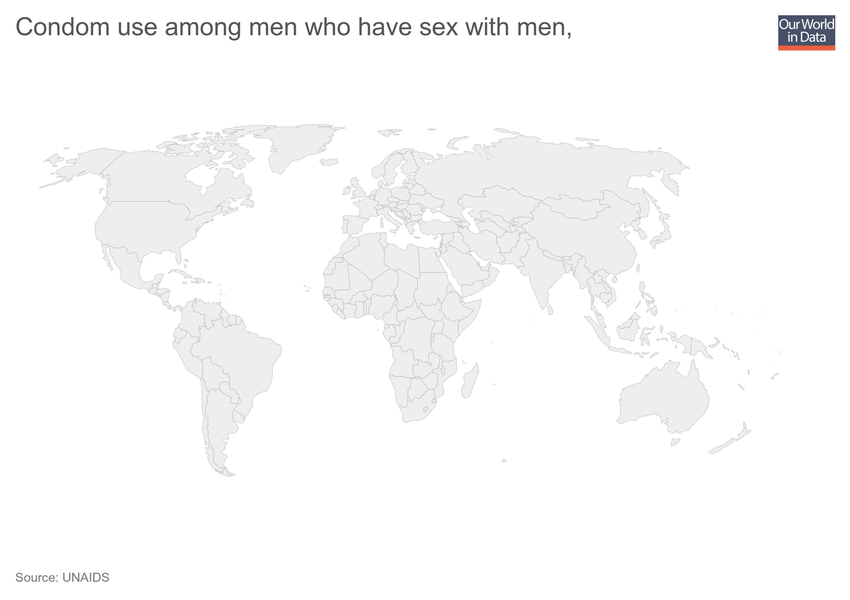 Condom use among men who have sex with men,
Our World
in Data
Source: UNAIDS